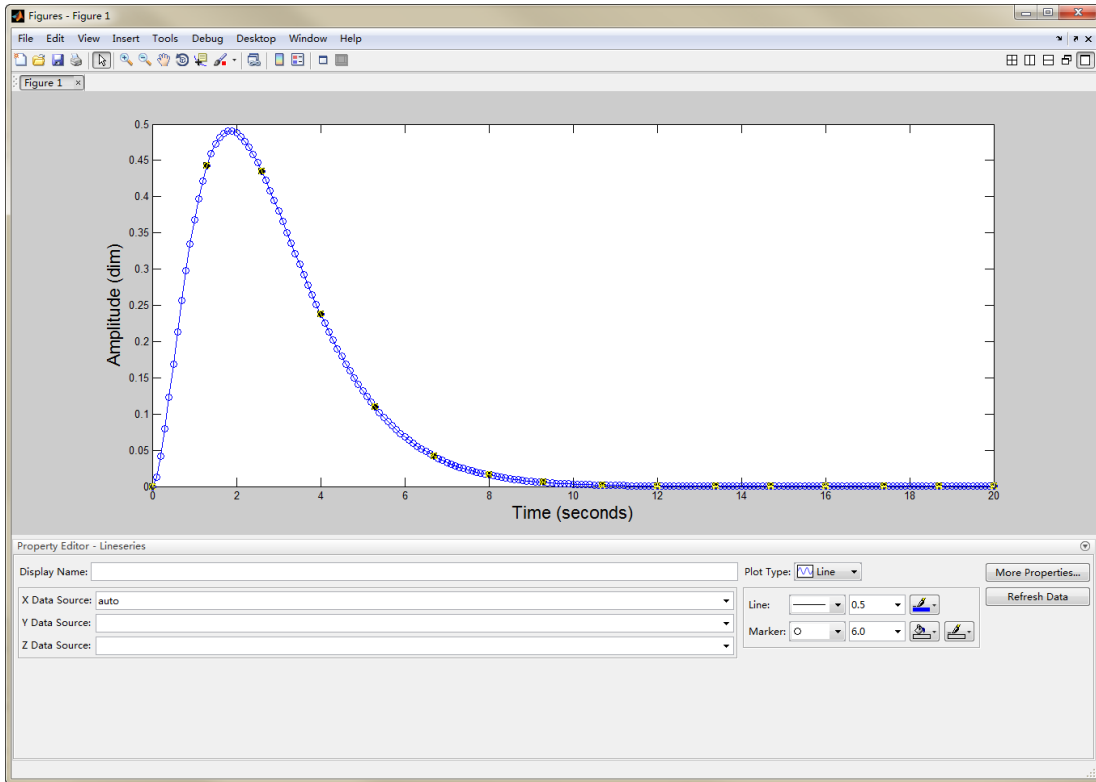 Figures - Figure 1
File Edit View Insert Tools Debug Desktop Window Help
Figure 1
0.5
0.45
0.4
0.35
0.3
0.25
0.2
0.15
0.1
0.05
0
Amplitude (dim)
0 2 4 6 8 10 12 14 16 18 20
Time (seconds)
Property Editor - Lineseries
Display Name:
Plot Type: Line
More Properties...
X Data Source: auto
Refresh Data
Line: 0.5
Y Data Source:
Marker: 6.0
Z Data Source: